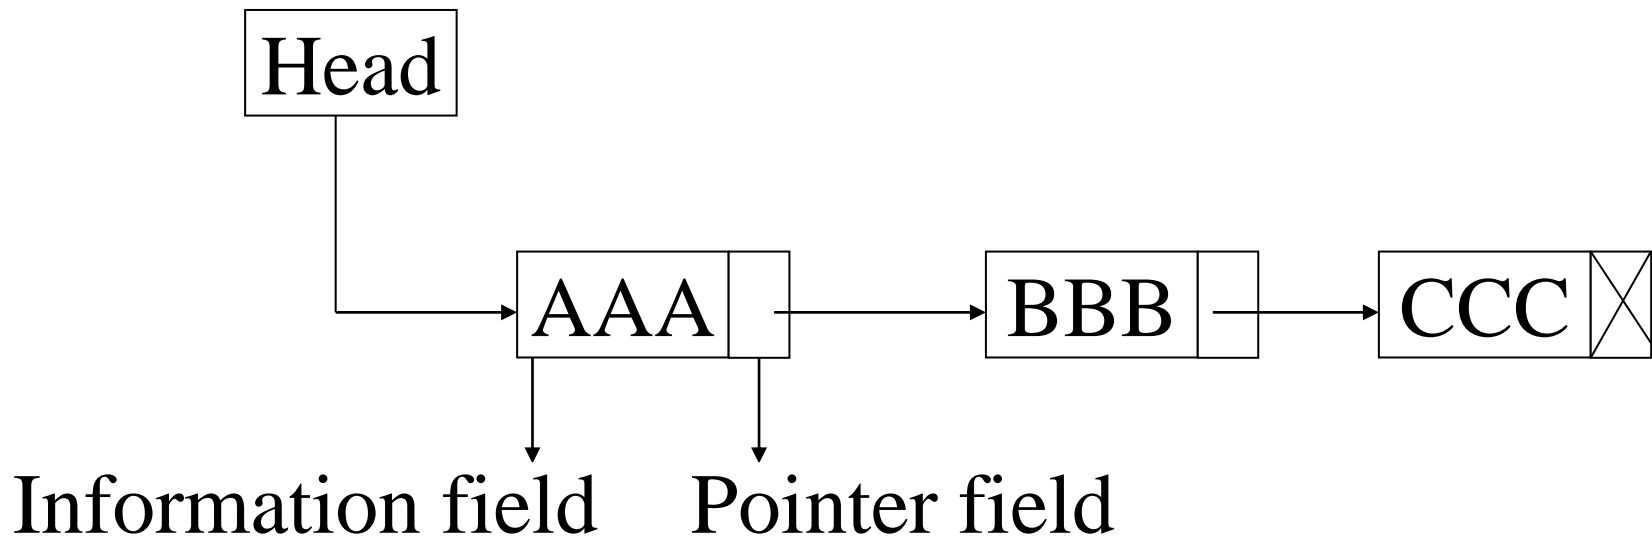 Head
AAA BBB CCC
Information field Pointer field